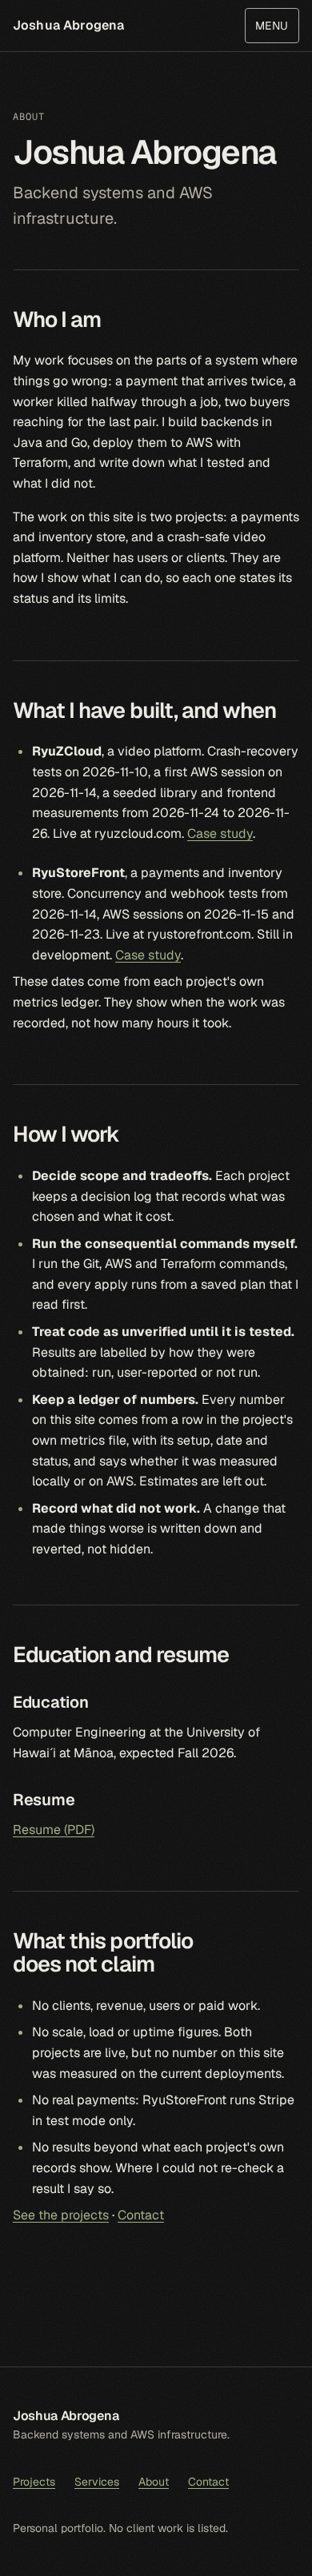 Joshua Abrogena
MENU
ABOUT
Joshua Abrogena
Backend systems and AWS
infrastructure.
Who I am
My work focuses on the parts of a system where
things go wrong: a payment that arrives twice, a
worker killed halfway through a job, two buyers
reaching for the last pair. I build backends in
Java and Go, deploy them to AWS with
Terraform, and write down what I tested and
what I did not.
The work on this site is two projects: a payments
and inventory store, and a crash-safe video
platform. Neither has users or clients. They are
how I show what I can do, so each one states its
status and its limits.
What I have built, and when
RyuZCloud, a video platform. Crash-recovery
tests on 2026-11-10, a first AWS session on
2026-11-14, a seeded library and frontend
measurements from 2026-11-24 to 2026-11-
26. Live at ryuzcloud.com. Case study.
RyuStoreFront, a payments and inventory
store. Concurrency and webhook tests from
2026-11-14, AWS sessions on 2026-11-15 and
2026-11-23. Live at ryustorefront.com. Still in
development. Case study.
These dates come from each project's own
metrics ledger. They show when the work was
recorded, not how many hours it took.
How I work
Decide scope and tradeoffs. Each project
keeps a decision log that records what was
chosen and what it cost.
Run the consequential commands myself.
I run the Git, AWS and Terraform commands,
and every apply runs from a saved plan that I
read first.
Treat code as unverified until it is tested.
Results are labelled by how they were
obtained: run, user-reported or not run.
Keep a ledger of numbers. Every number
on this site comes from a row in the project's
own metrics file, with its setup, date and
status, and says whether it was measured
locally or on AWS. Estimates are left out.
Record what did not work. A change that
made things worse is written down and
reverted, not hidden.
Education and resume
Education
Computer Engineering at the University of
Hawaiʻi at Mānoa, expected Fall 2026.
Resume
Resume (PDF)
What this portfolio
does not claim
No clients, revenue, users or paid work.
No scale, load or uptime figures. Both
projects are live, but no number on this site
was measured on the current deployments.
No real payments: RyuStoreFront runs Stripe
in test mode only.
No results beyond what each project's own
records show. Where I could not re-check a
result I say so.
See the projects · Contact
Joshua Abrogena
Backend systems and AWS infrastructure.
Projects Services About Contact
Personal portfolio. No client work is listed.